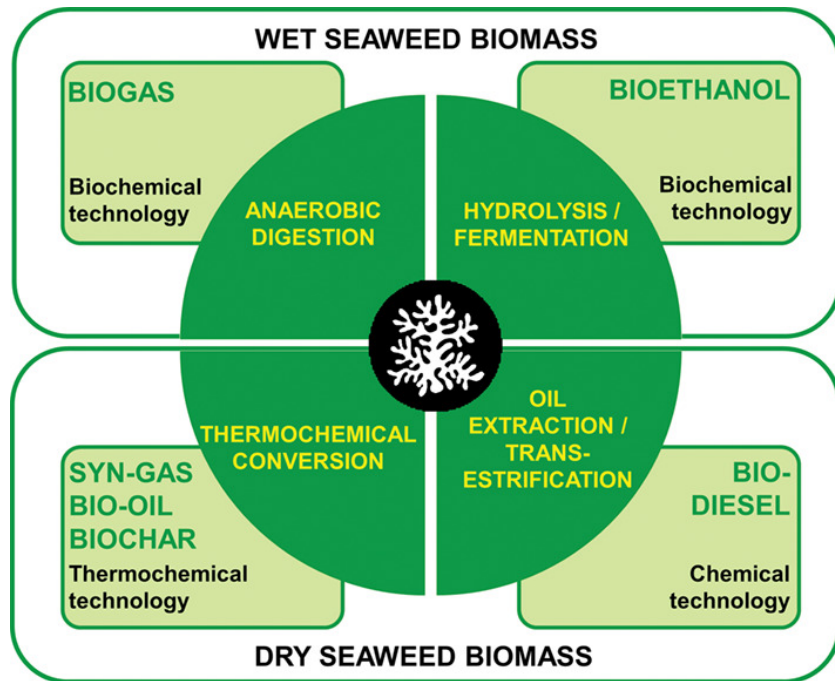 WET SEAWEED BIOMASS
BIOGAS
Biochemical
technology
ANAEROBIC
DIGESTION
BIOETHANOL
Biochemical
technology
HYDROLYSIS /
FERMENTATION
THERMOCHEMICAL
CONVERSION
SYN-GAS
BIO-OIL
BIOCHAR
Thermochemical
technology
OIL
EXTRACTION /
TRANS-
ESTRIFICATION
BIO-
DIESEL
Chemical
technology
DRY SEAWEED BIOMASS